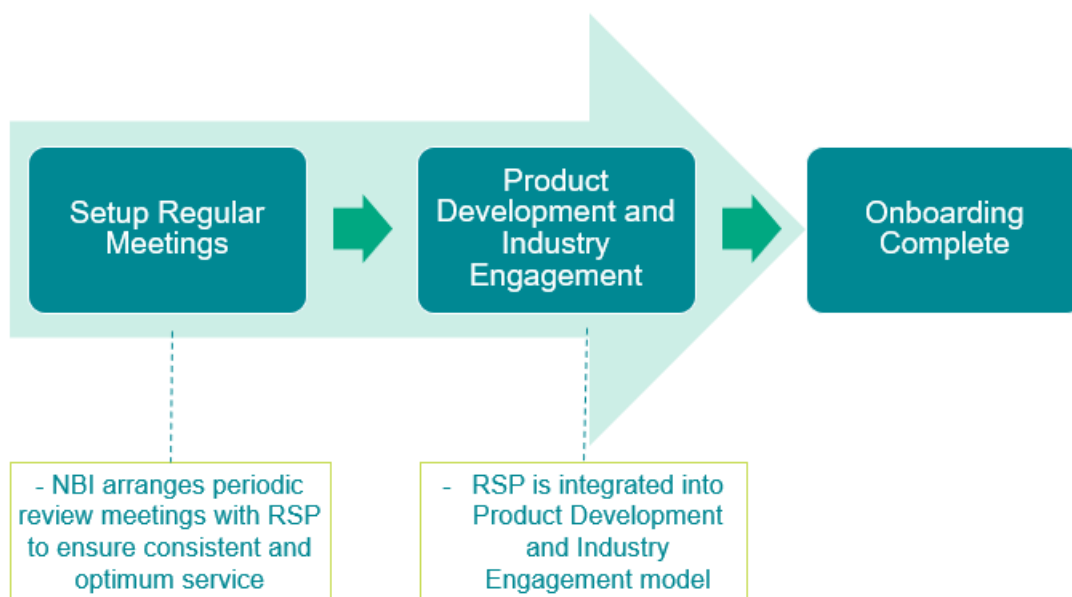 Setup Regular
Meetings
Product
Development and
Industry
Engagement
Onboarding
Complete
- NBI arranges periodic
review meetings with RSP
to ensure consistent and
optimum service
- RSP is integrated into
Product Development
and Industry
Engagement model